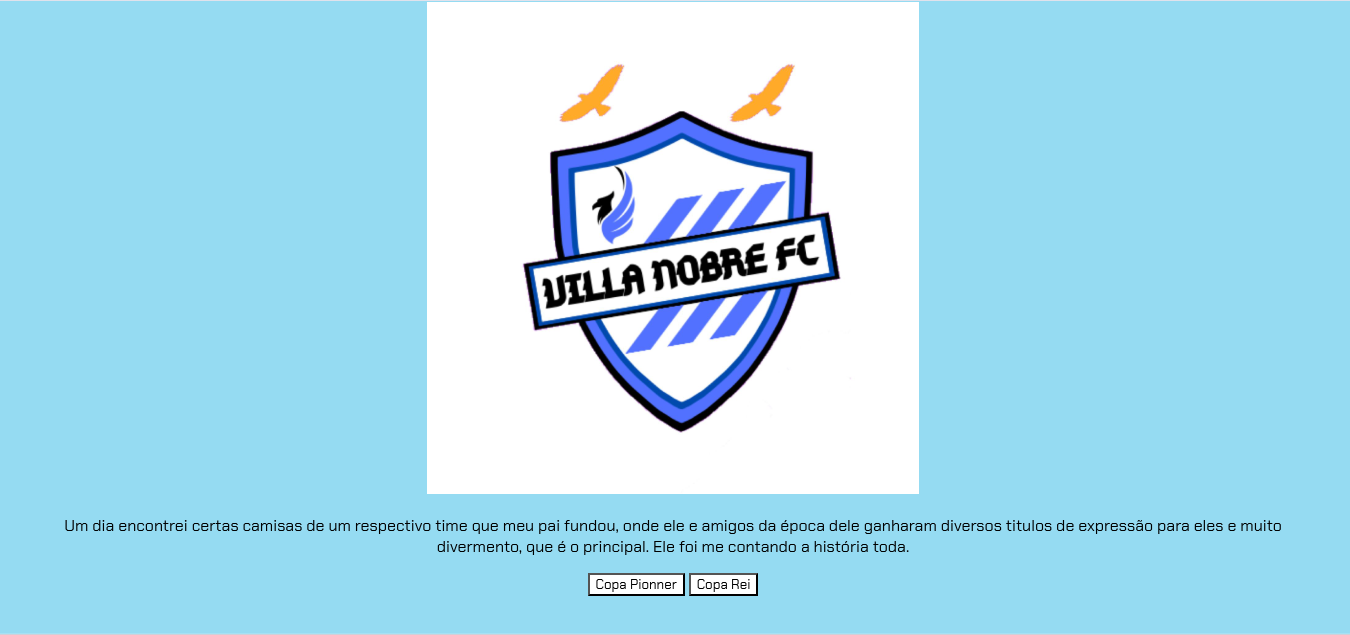 VILLA NOBRE FC
Um dia encontrei certas camisas de um respectivo time que meu pai fundou, onde ele e amigos da época dele ganharam diversos titulos de expressão para eles e muito
divermento, que é o principal. Ele foi me contando a história toda.
Copa Pionner Copa Rei